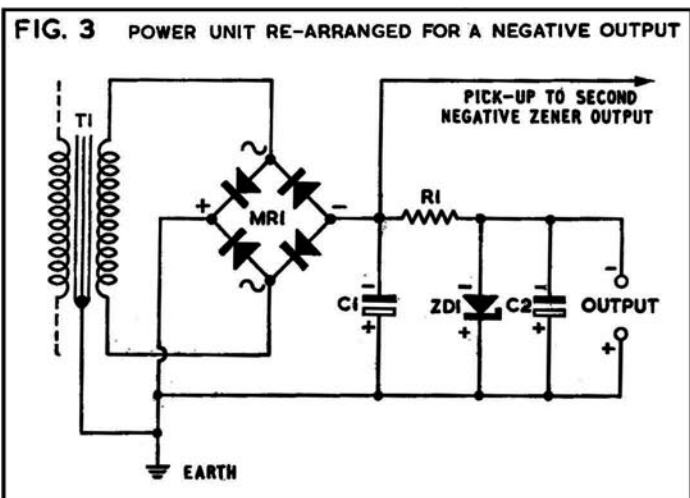 FIG. 3 POWER UNIT RE-ARRANGED FOR A NEGATIVE OUTPUT
T1
PICK-UP TO SECOND
NEGATIVE ZENER OUTPUT
~
+
MR1
-
R1
~
-
C1
+
-
ZD1
+
-
C2
+
-
OUTPUT
+
EARTH